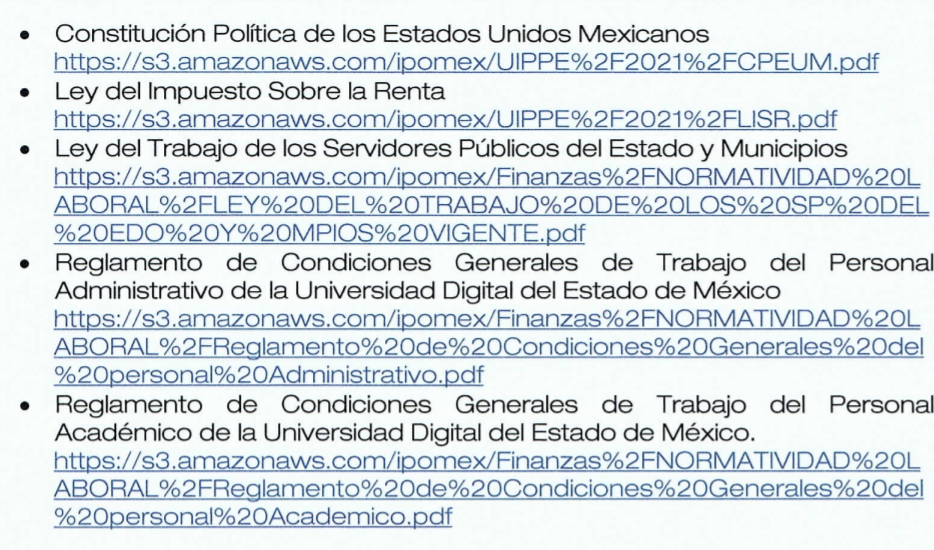 • Constitución Política de los Estados Unidos Mexicanos
https://s3.amazonaws.com/ipomex/UIPPE%2F2021%2FCPEUM.pdf
• Ley del Impuesto Sobre la Renta
https://s3.amazonaws.com/ipomex/UIPPE%2F2021%2FLISR.pdf
• Ley del Trabajo de los Servidores Públicos del Estado y Municipios
https://s3.amazonaws.com/ipomex/Finanzas%2FNORMATIVIDAD%20L
ABORAL%2FLEY%20DEL%20TRABAJO%20DE%20LOS%20SP%20DEL
%20EDO%20Y%20MPIOS%20VIGENTE.pdf
• Reglamento de Condiciones Generales de Trabajo del Personal
Administrativo de la Universidad Digital del Estado de México
https://s3.amazonaws.com/ipomex/Finanzas%2FNORMATIVIDAD%20L
ABORAL%2FReglamento%20de%20Condiciones%20Generales%20del
%20personal%20Administrativo.pdf
• Reglamento de Condiciones Generales de Trabajo del Personal
Académico de la Universidad Digital del Estado de México.
https://s3.amazonaws.com/ipomex/Finanzas%2FNORMATIVIDAD%20L
ABORAL%2FReglamento%20de%20Condiciones%20Generales%20del
%20personal%20Academico.pdf